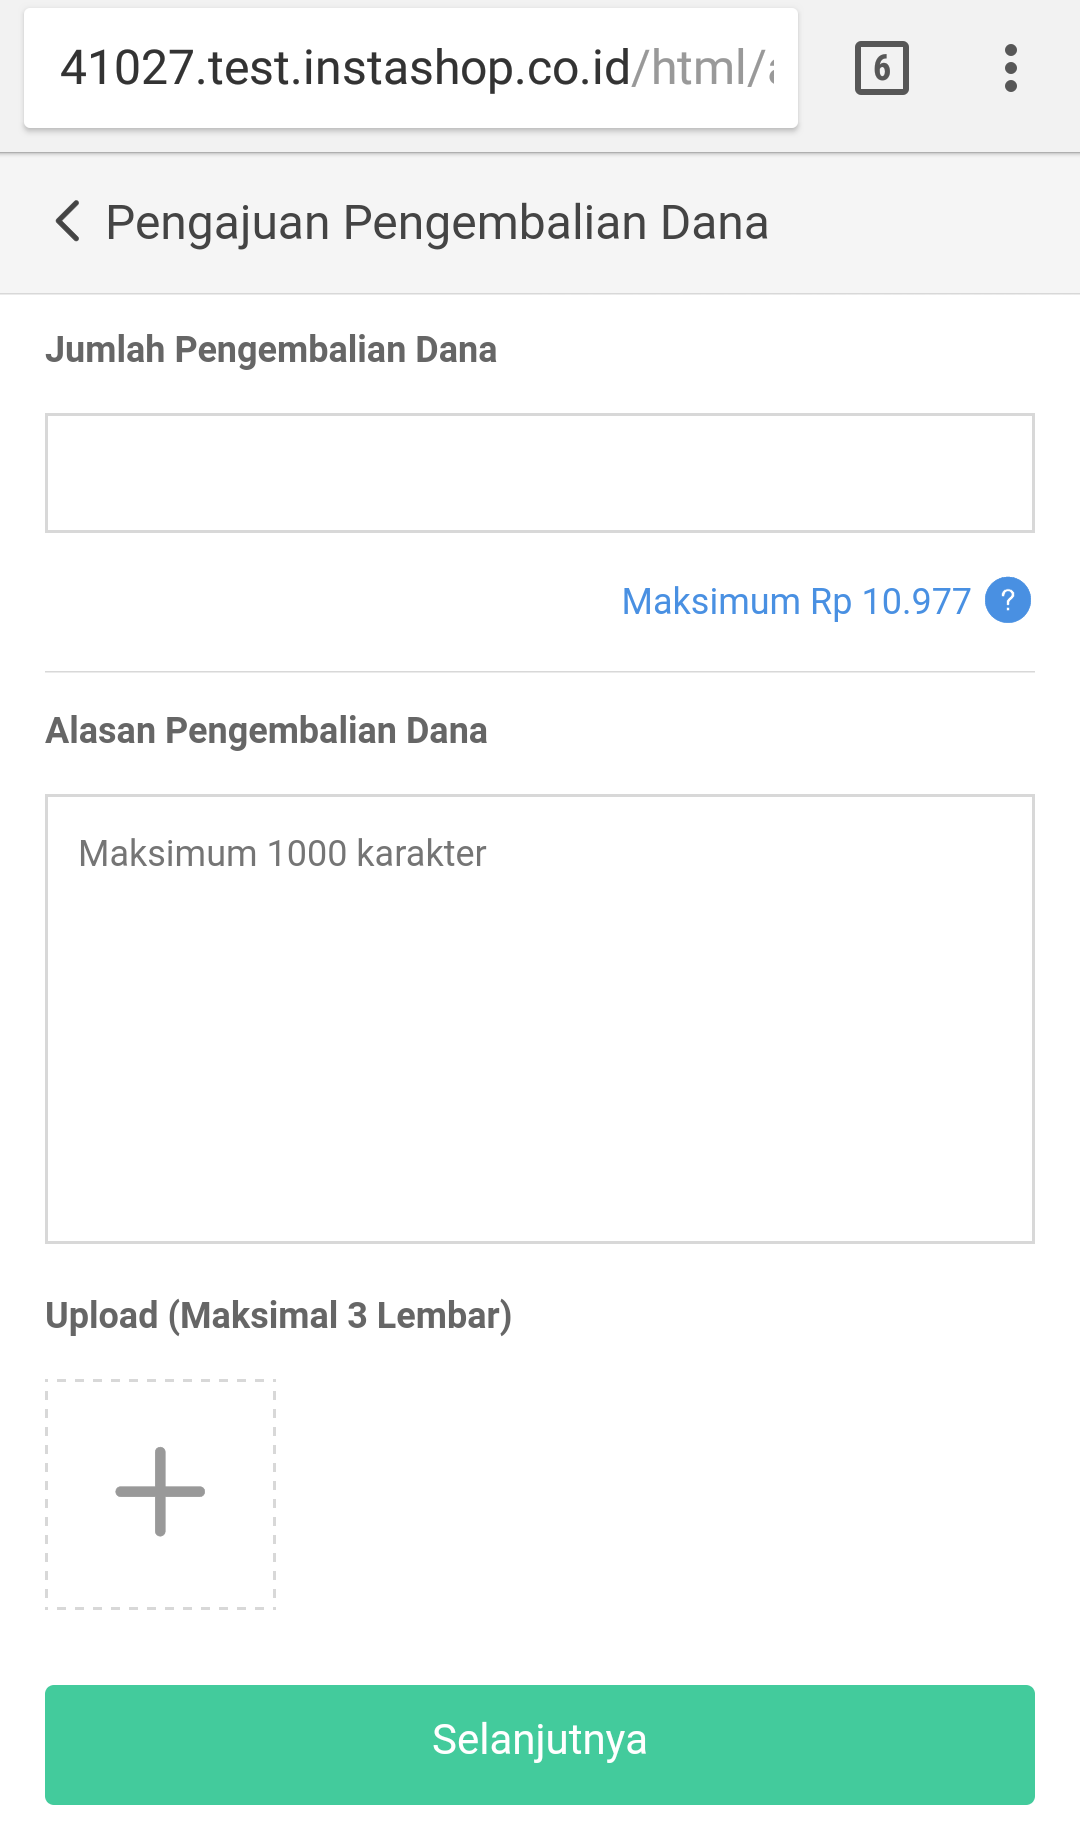 41027.test.instashop.co.id/html/
6
Pengajuan Pengembalian Dana
Jumlah Pengembalian Dana
Maksimum Rp 10.977 ?
Alasan Pengembalian Dana
Maksimum 1000 karakter
Upload (Maksimal 3 Lembar)
Selanjutnya